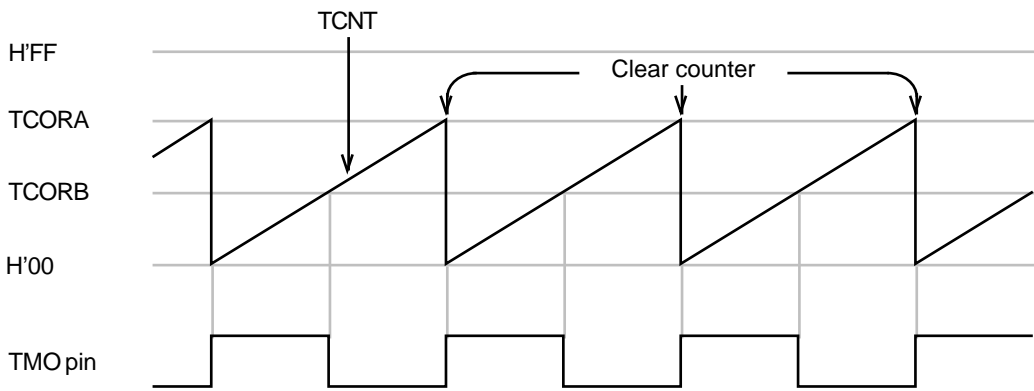 TCNT
H'FF
Clear counter
TCORA
TCORB
H'00
TMO pin